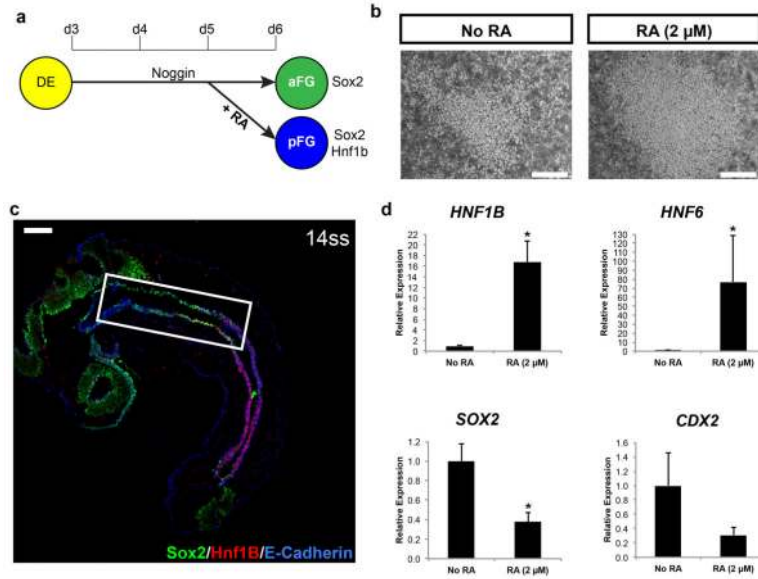 a
d3 d4 d5 d6
DE
Noggin
aFG
Sox2
+ RA
pFG
Sox2
Hnf1b
b
No RA
RA (2 µM)
c
14ss
Sox2/Hnf1B/E-Cadherin
d
HNF1B
Relative Expression
22
20
18
16
14
12
10
8
6
4
2
0
No RA
RA (2 µM)
*
HNF6
Relative Expression
130
120
110
100
90
80
70
60
50
40
30
20
10
0
No RA
RA (2 µM)
*
SOX2
Relative Expression
1.4
1.2
1.0
0.8
0.6
0.4
0.2
0.0
No RA
RA (2 µM)
*
CDX2
Relative Expression
1.6
1.4
1.2
1.0
0.8
0.6
0.4
0.2
0.0
No RA
RA (2 µM)